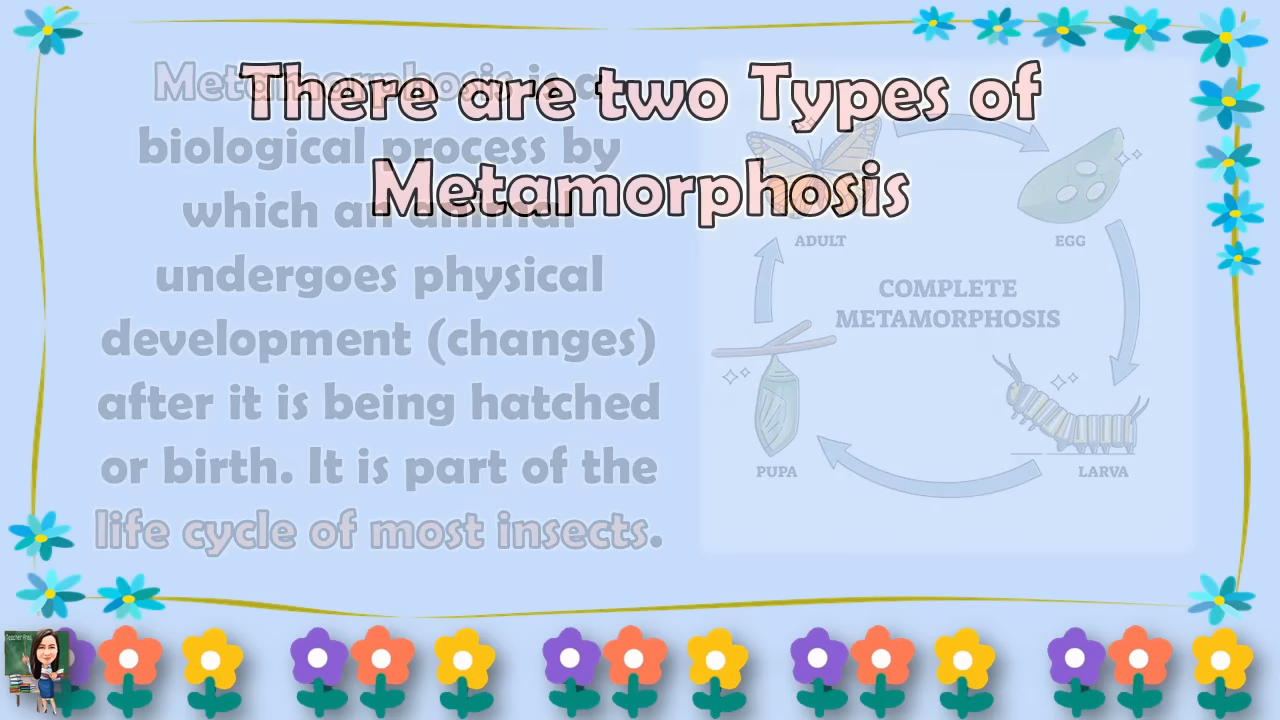 There are two Types of
Metamorphosis
Metamorphosis is a
biological process by
which an animal
undergoes physical
development (changes)
after it is being hatched
or birth. It is part of the
life cycle of most insects.
ADULT
EGG
COMPLETE
METAMORPHOSIS
PUPA
LARVA